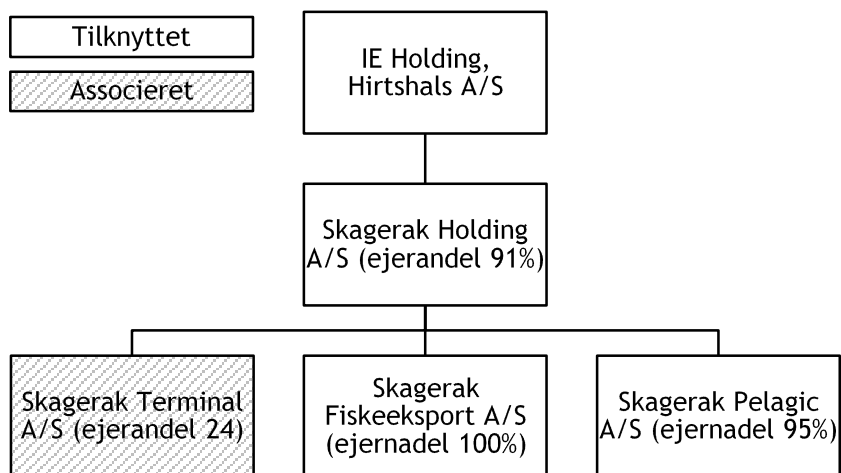 Tilknyttet
Associeret
IE Holding,
Hirtshals A/S
Skagerak Holding
A/S (ejerandel 91%)
Skagerak Terminal
A/S (ejerandel 24)
Skagerak
Fiskeeksport A/S
(ejernadel 100%)
Skagerak Pelagic
A/S (ejernadel 95%)